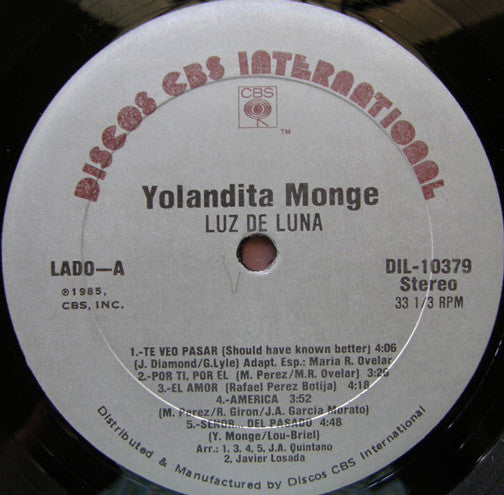 DISCOS CBS INTERNATIONAL
CBS
TM
Yolandita Monge
LUZ DE LUNA
LADO—A
℗1985,
CBS, INC.
DIL-10379
Stereo
33 1/3 RPM
1.-TE VEO PASAR (Should have known better) 4:06
(J. Diamond/G.Lyle) Adapt. Esp.: Maria R. Ovelar
2.-POR TI, POR EL (M. Perez/M.R. Ovelar) 3:26
3.-EL AMOR (Rafael Perez Botija) 4:18
4.-AMERICA 3:52
(M. Perez/R. Giron/J.A. Garcia Morato)
5.-SEÑOR... DEL PASADO 4:48
(Y. Monge/Lou-Briel)
Arr.: 1, 3, 4, 5, J.A. Quintano
2. Javier Losada
Distributed & Manufactured by Discos CBS International